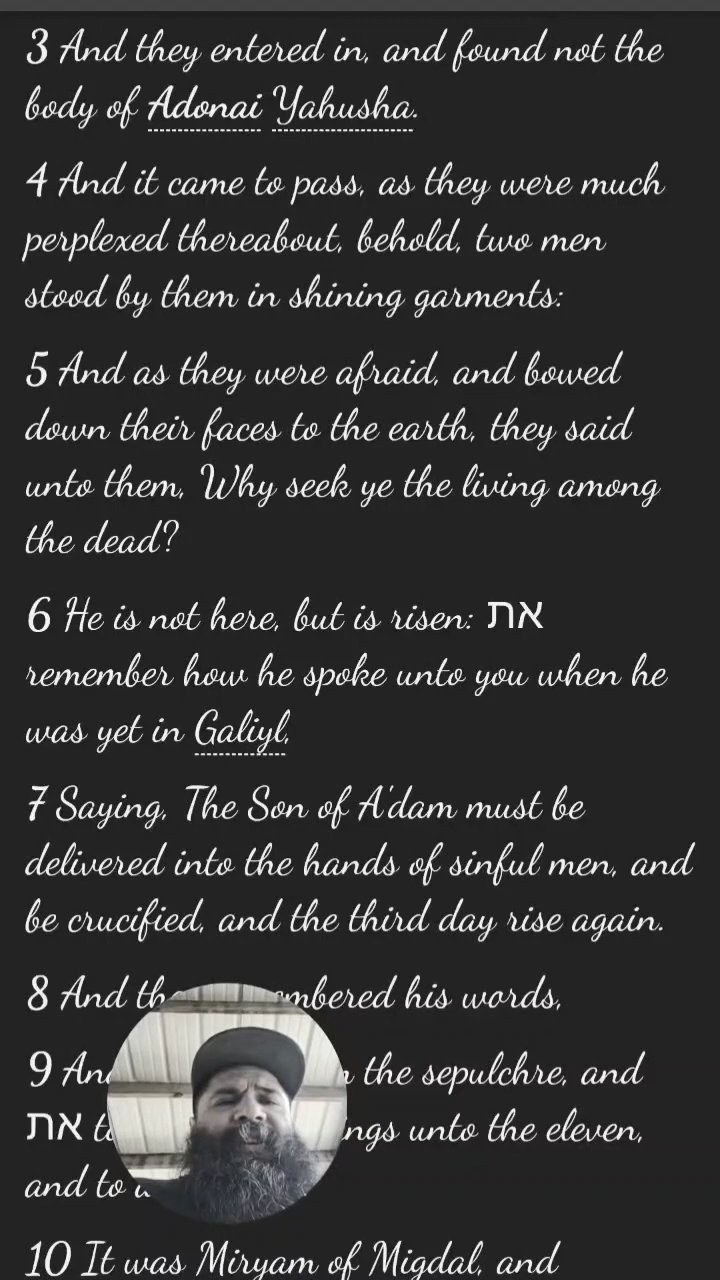 3 And they entered in, and found not the
body of Adonai Yahusha.
4 And it came to pass, as they were much
perplexed thereabout, behold, two men
stood by them in shining garments:
5 And as they were afraid, and bowed
down their faces to the earth, they said
unto them, Why seek ye the living among
the dead?
6 He is not here, but is risen: את
remember how he spoke unto you when he
was yet in Galiyl,
7 Saying, The Son of A'dam must be
delivered into the hands of sinful men, and
be crucified, and the third day rise again.
8 And his words,
9 the sepulchre, and
את unto the eleven,
and to
10 It was Miryam of Migdal, and